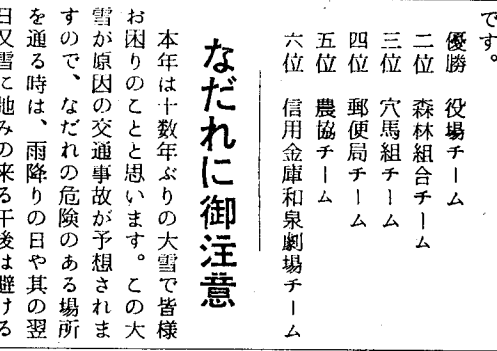 です。
優勝　役場チーム
二位　森林組合チーム
三位　穴馬組チーム
四位　郵便局チーム
五位　農協チーム
六位　信用金庫和泉劇場チーム
なだれに御注意
本年は十数年ぶりの大雪で皆様
お困りのことと思います。この大
雪が原因の交通事故が予想されま
すので、なだれの危険のある場所
を通る時は、雨降りの日や其の翌
日又雪に地みの来る午後は避ける